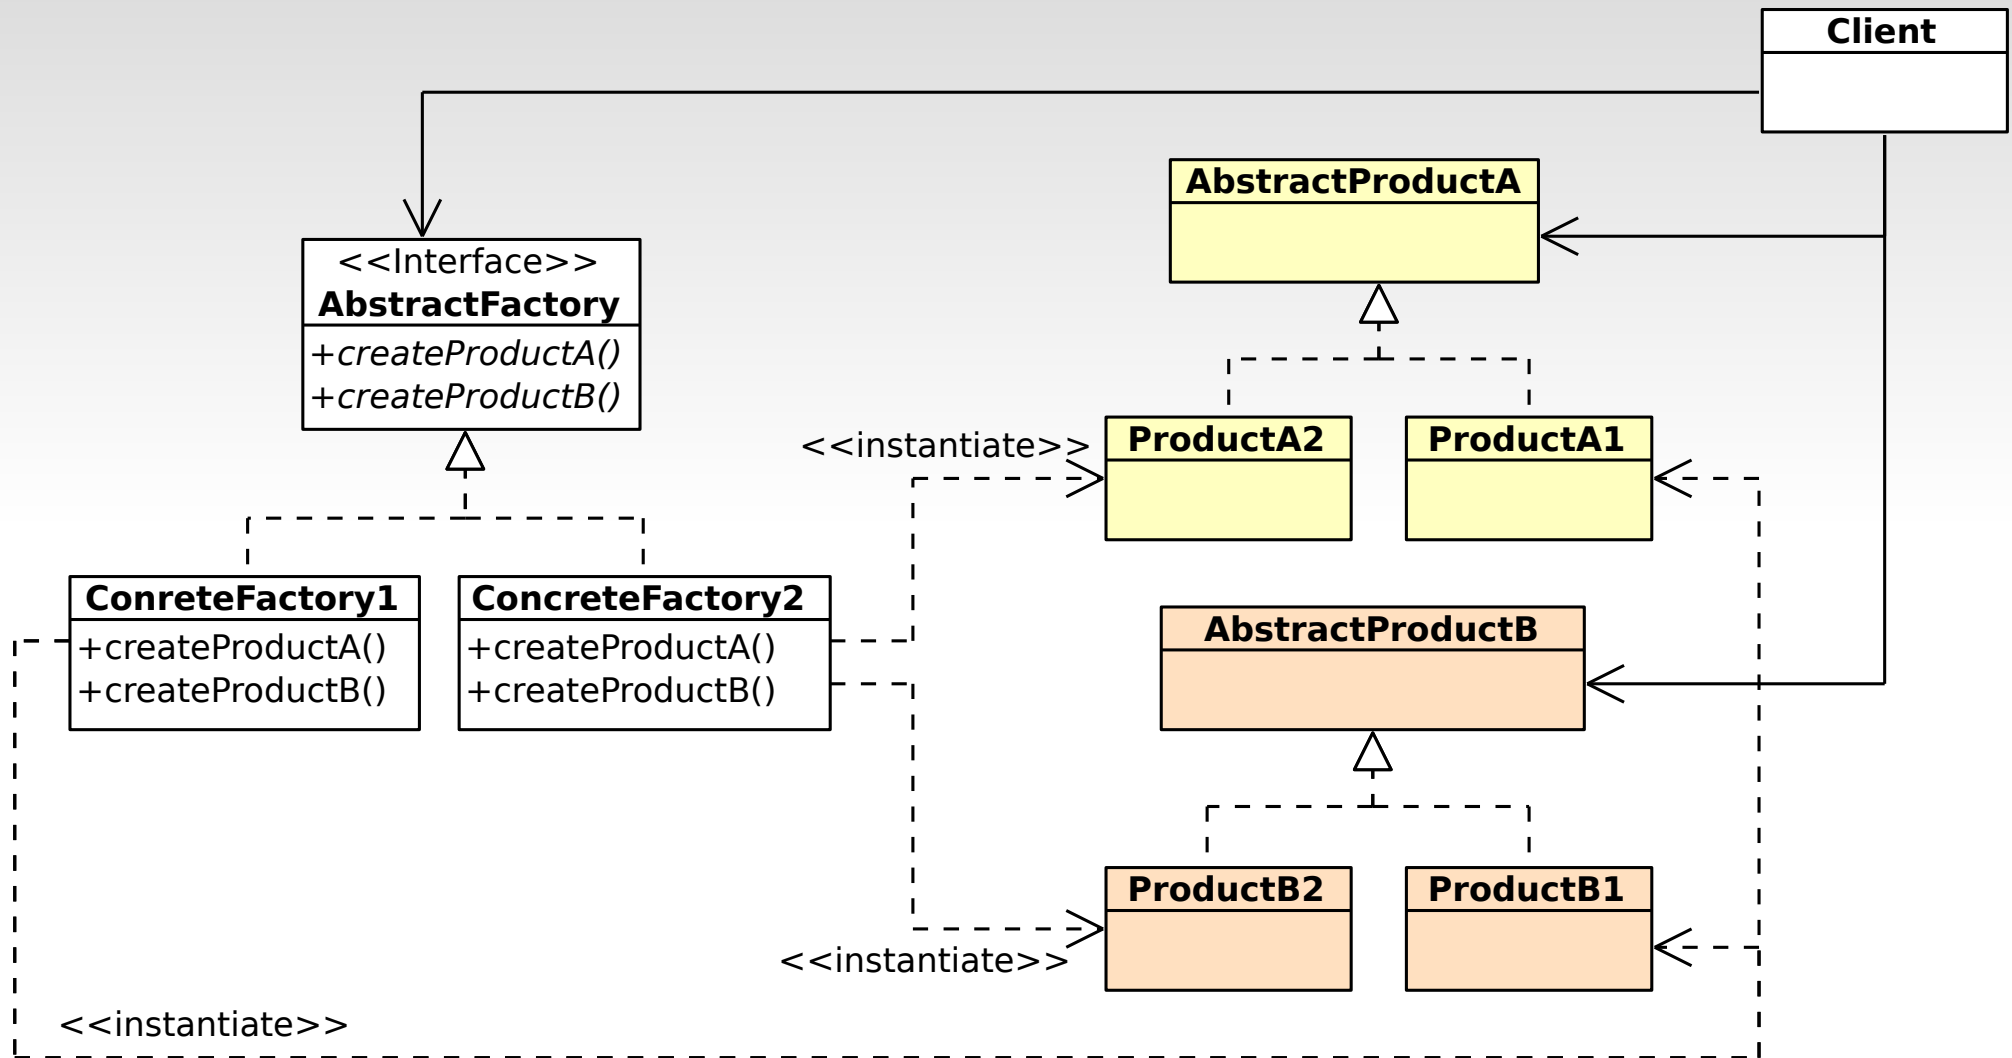 Client
AbstractProductA
<<Interface>>
AbstractFactory
+createProductA()
+createProductB()
<<instantiate>>
ProductA2
ProductA1
ConreteFactory1
+createProductA()
+createProductB()
ConcreteFactory2
+createProductA()
+createProductB()
AbstractProductB
ProductB2
ProductB1
<<instantiate>>
<<instantiate>>